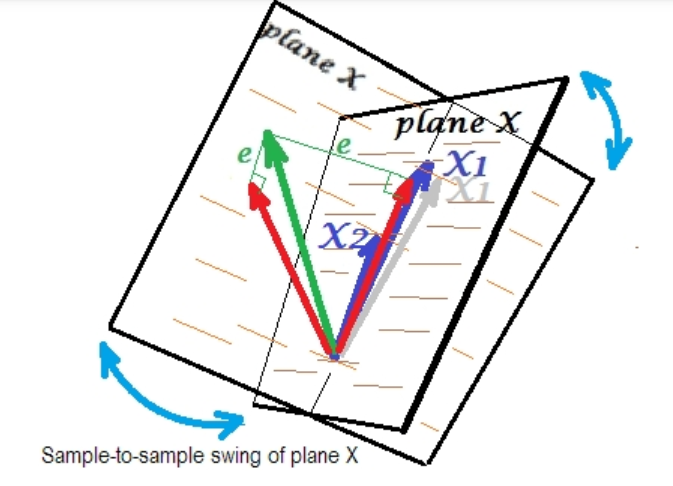 plane X
plane X
e
e
X1
X1
X2
Sample-to-sample swing of plane X